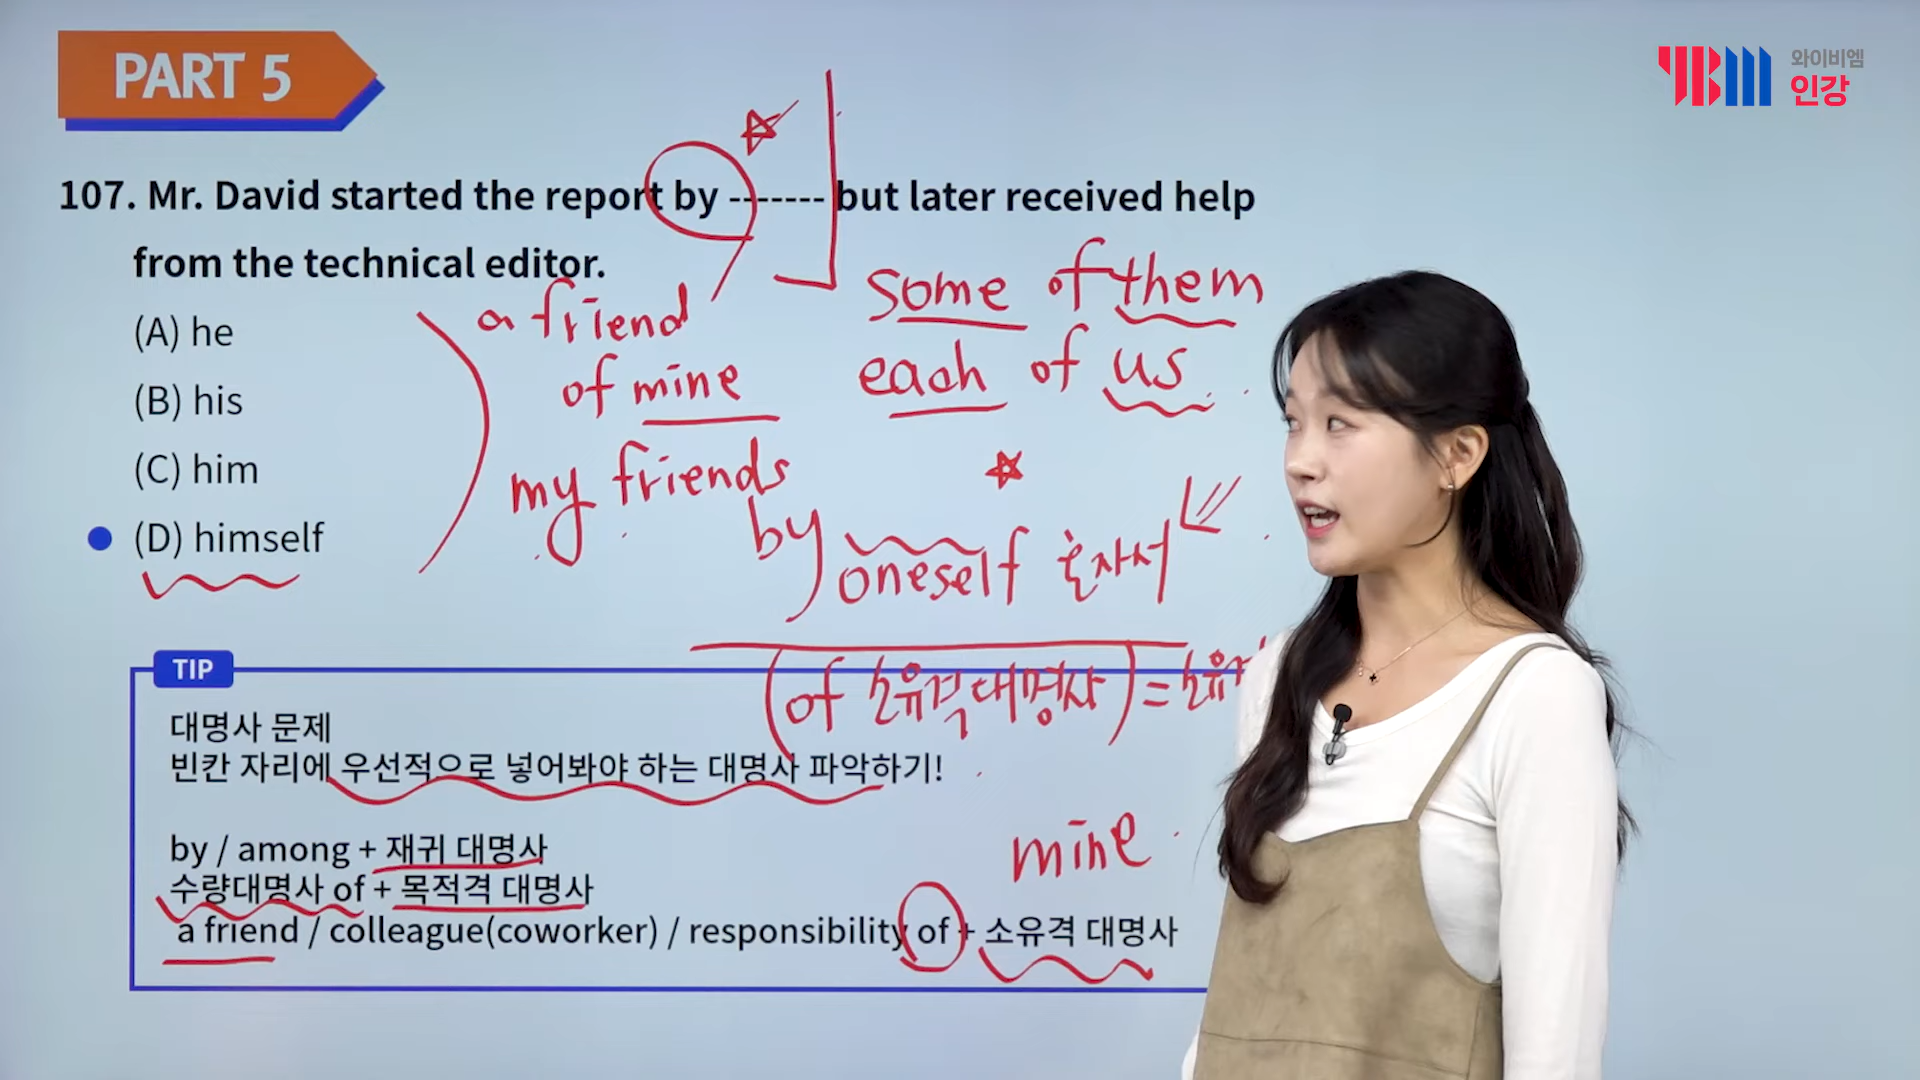 PART 5
YBM 와이비엠
인강
107. Mr. David started the report by ------- but later received help
from the technical editor.
(A) he
(B) his
(C) him
(D) himself
a friend
of mine
my friends
some of them
each of us
by oneself 혼자서
(of 소유격대명사) = 소유
TIP
대명사 문제
빈칸 자리에 우선적으로 넣어봐야 하는 대명사 파악하기!
by / among + 재귀 대명사
수량대명사 of + 목적격 대명사
mine
a friend / colleague(coworker) / responsibility of + 소유격 대명사